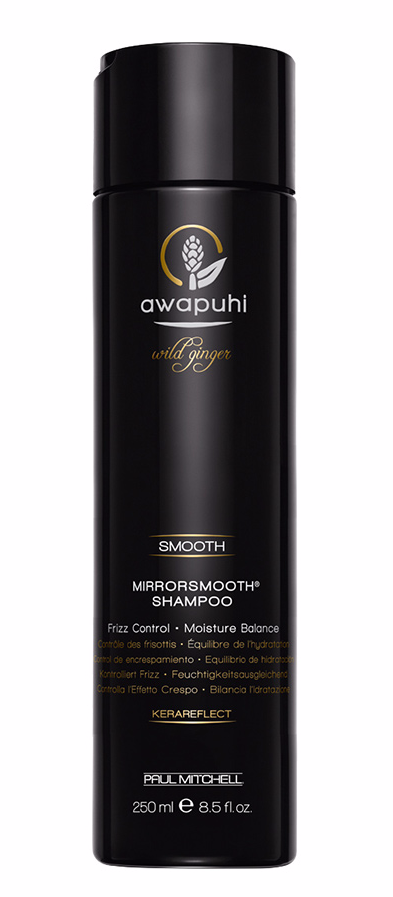 awapuhi
wild ginger
SMOOTH
MIRRORSMOOTH®
SHAMPOO
Frizz Control • Moisture Balance
Contrôle des frisottis • Équilibre de l'hydratation
Control de encrespamiento • Equilibrio de hidratación
Kontrolliert Frizz • Feuchtigkeitsausgleichend
Controlla l'Effetto Crespo • Bilancia l'Idratazione
KERAREFLECT
PAUL MITCHELL
250 ml ℮ 8.5 fl. oz.